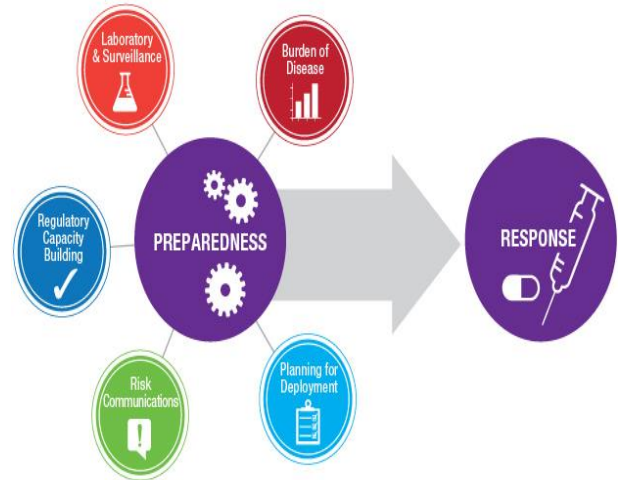 Laboratory
& Surveillance
Burden of
Disease
Regulatory
Capacity
Building
PREPAREDNESS
RESPONSE
Risk
Communications
Planning for
Deployment